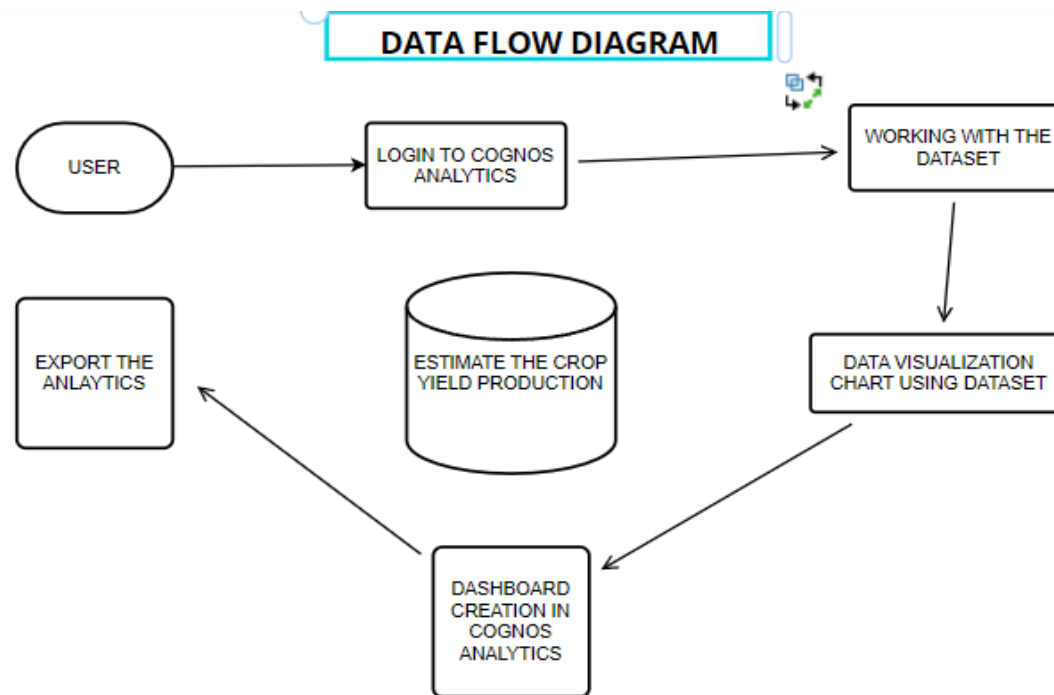 DATA FLOW DIAGRAM
USER
LOGIN TO COGNOS
ANALYTICS
WORKING WITH THE
DATASET
EXPORT THE
ANLAYTICS
ESTIMATE THE CROP
YIELD PRODUCTION
DATA VISUALIZATION
CHART USING DATASET
DASHBOARD
CREATION IN
COGNOS
ANALYTICS